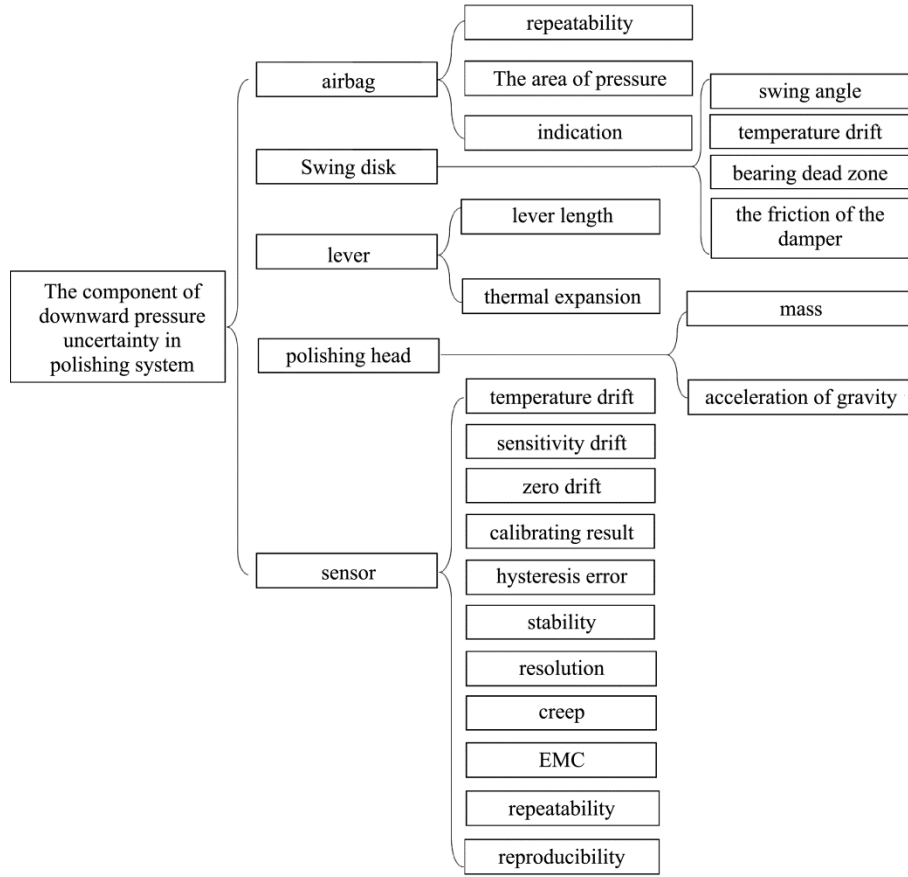 The component of
downward pressure
uncertainty in
polishing system
airbag
repeatability
The area of pressure
indication
Swing disk
swing angle
temperature drift
bearing dead zone
the friction of the
damper
lever
lever length
thermal expansion
polishing head
mass
acceleration of gravity
sensor
temperature drift
sensitivity drift
zero drift
calibrating result
hysteresis error
stability
resolution
creep
EMC
repeatability
reproducibility